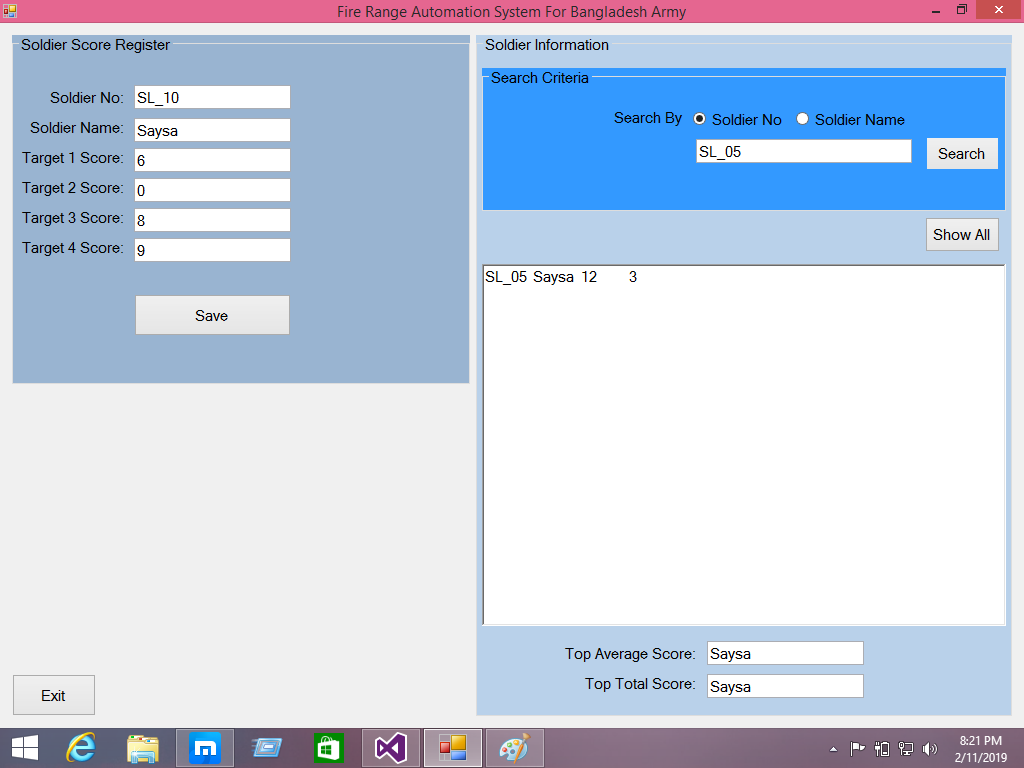 Fire Range Automation System For Bangladesh Army
Soldier Score Register
Soldier No: SL_10
Soldier Name: Saysa
Target 1 Score: 6
Target 2 Score: 0
Target 3 Score: 8
Target 4 Score: 9
Save
Exit
Soldier Information
Search Criteria
Search By Soldier No Soldier Name
SL_05 Search
Show All
SL_05 Saysa 12 3
Top Average Score: Saysa
Top Total Score: Saysa
8:21 PM
2/11/2019